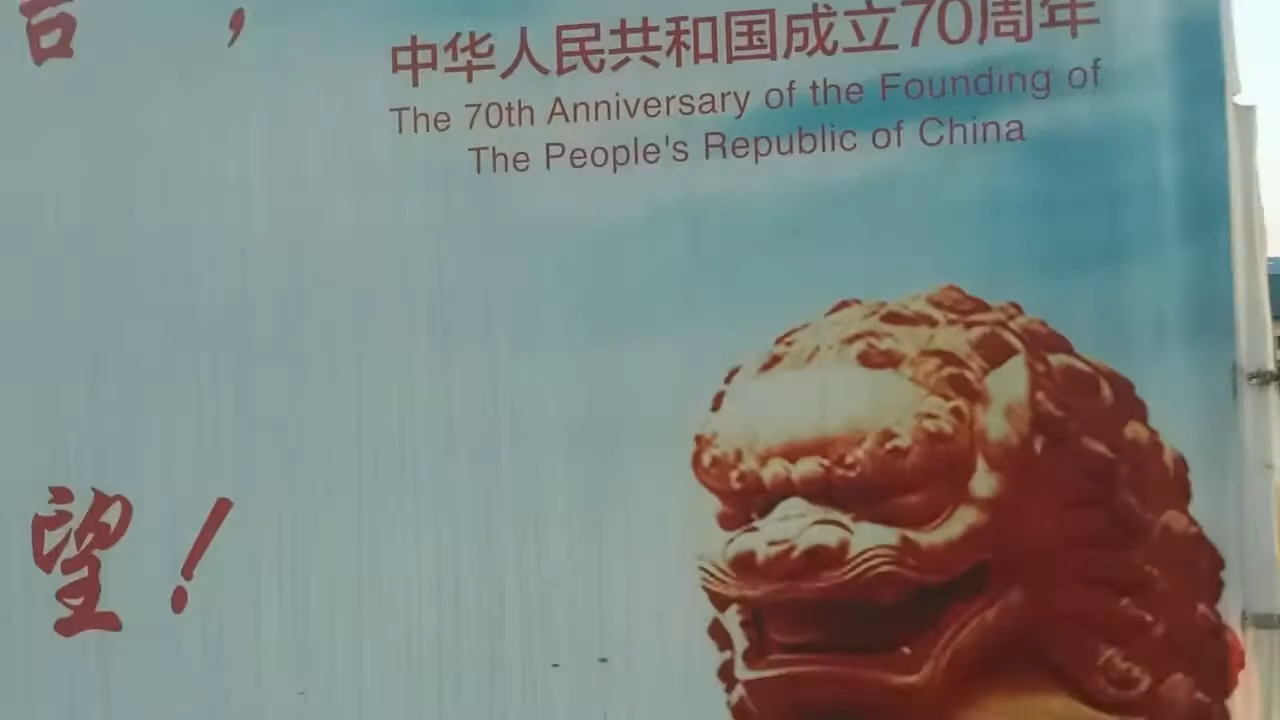 中华人民共和国成立70周年
The 70th Anniversary of the Founding of
The People's Republic of China
望！